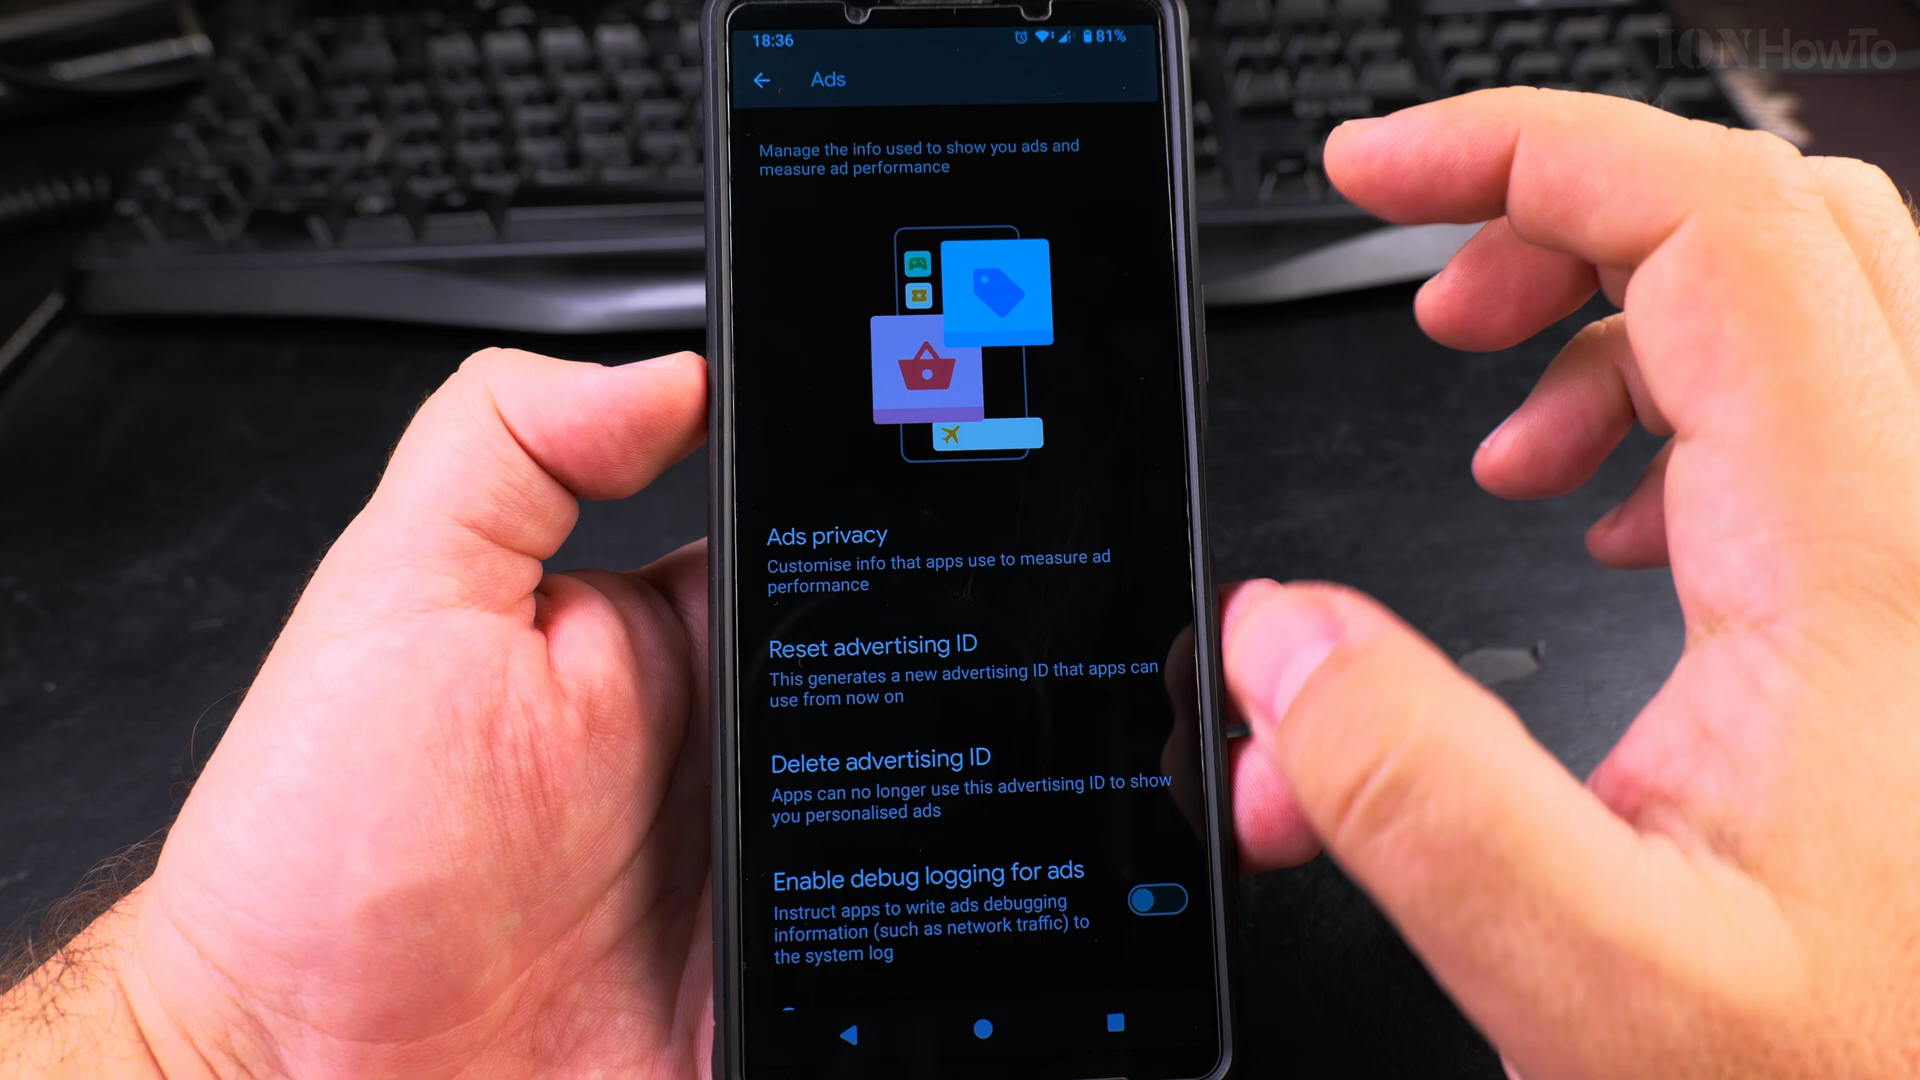 IONHowTo
18:36
81%
Ads
Manage the info used to show you ads and
measure ad performance
Ads privacy
Customise info that apps use to measure ad
performance
Reset advertising ID
This generates a new advertising ID that apps can
use from now on
Delete advertising ID
Apps can no longer use this advertising ID to show
you personalised ads
Enable debug logging for ads
Instruct apps to write ads debugging
information (such as network traffic) to
the system log